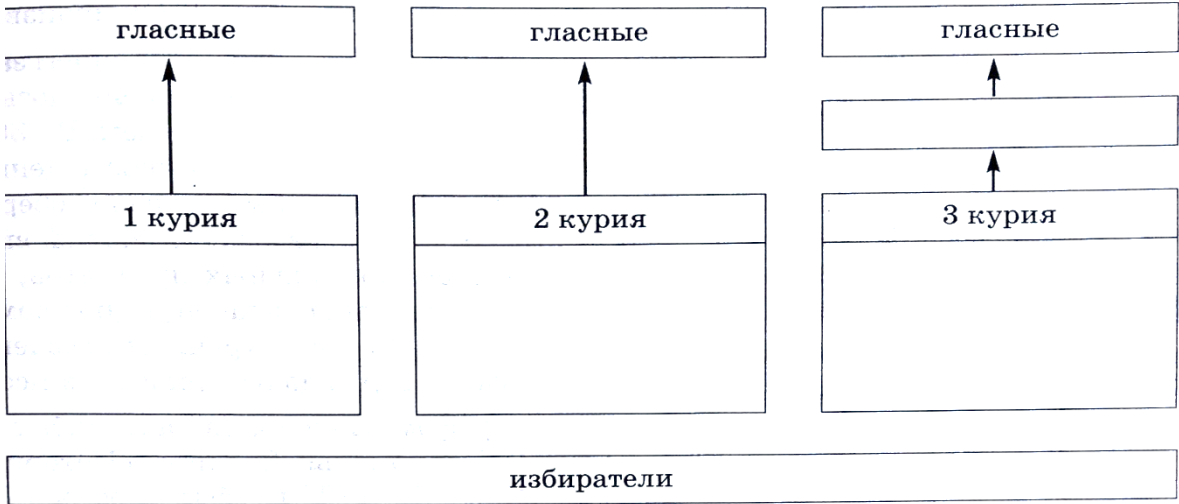 гласные
гласные
гласные
1 курия
2 курия
3 курия
избиратели